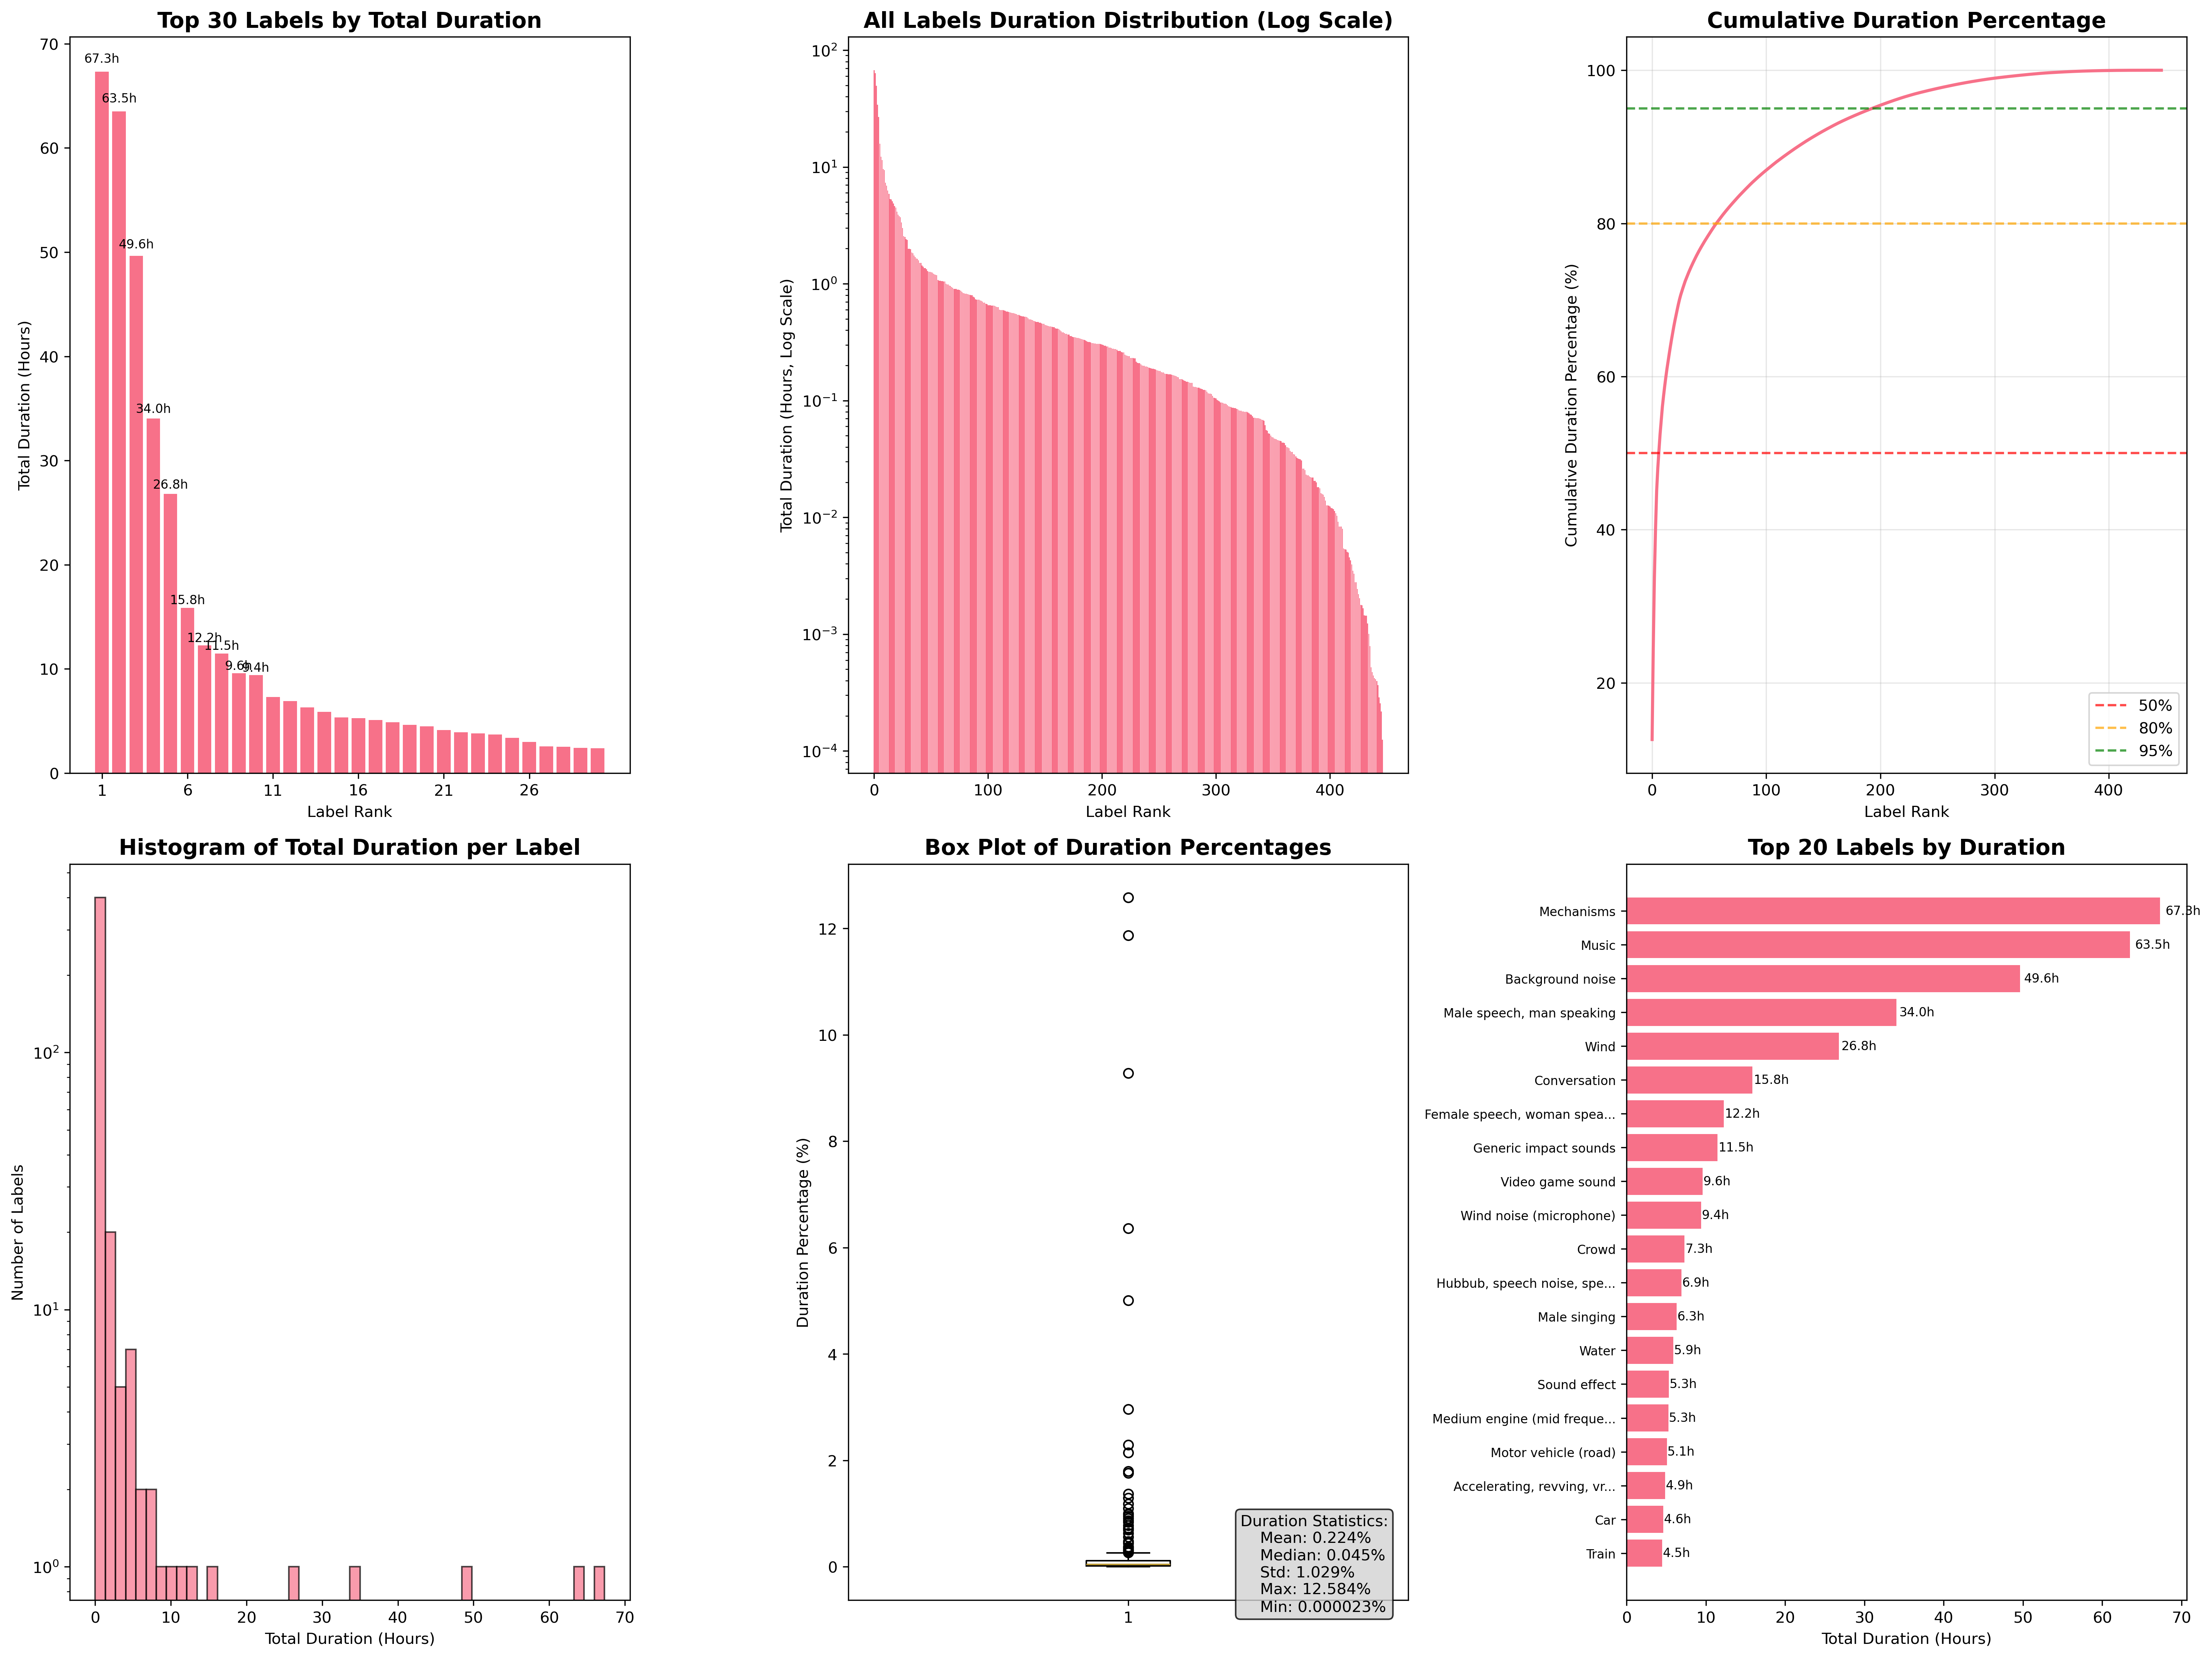 Top 30 Labels by Total Duration
Total Duration (Hours)
70
60
50
40
30
20
10
0
67.3h
63.5h
49.6h
34.0h
26.8h
15.8h
12.2h
11.5h
9.6h
9.4h
1
6
11
16
21
26
Label Rank
All Labels Duration Distribution (Log Scale)
Total Duration (Hours, Log Scale)
10²
10¹
10⁰
10⁻¹
10⁻²
10⁻³
10⁻⁴
0
100
200
300
400
Label Rank
Cumulative Duration Percentage
Cumulative Duration Percentage (%)
100
80
60
40
20
50%
80%
95%
0
100
200
300
400
Label Rank
Histogram of Total Duration per Label
Number of Labels
10²
10¹
10⁰
0
10
20
30
40
50
60
70
Total Duration (Hours)
Box Plot of Duration Percentages
Duration Percentage (%)
12
10
8
6
4
2
0
Duration Statistics:
Mean: 0.224%
Median: 0.045%
Std: 1.029%
Max: 12.584%
Min: 0.000023%
1
Top 20 Labels by Duration
Mechanisms 67.3h
Music 63.5h
Background noise 49.6h
Male speech, man speaking 34.0h
Wind 26.8h
Conversation 15.8h
Female speech, woman spea... 12.2h
Generic impact sounds 11.5h
Video game sound 9.6h
Wind noise (microphone) 9.4h
Crowd 7.3h
Hubbub, speech noise, spe... 6.9h
Male singing 6.3h
Water 5.9h
Sound effect 5.3h
Medium engine (mid freque... 5.3h
Motor vehicle (road) 5.1h
Accelerating, revving, vr... 4.9h
Car 4.6h
Train 4.5h
0
10
20
30
40
50
60
70
Total Duration (Hours)